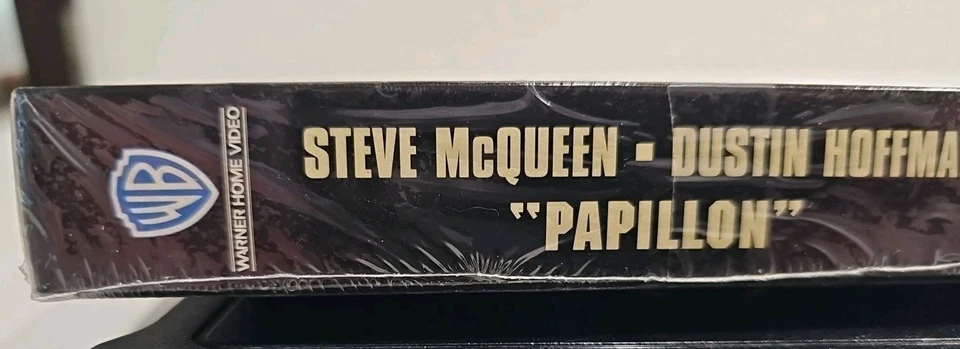 WB
WARNER HOME VIDEO
STEVE McQUEEN ▪ DUSTIN HOFFMA
"PAPILLON"